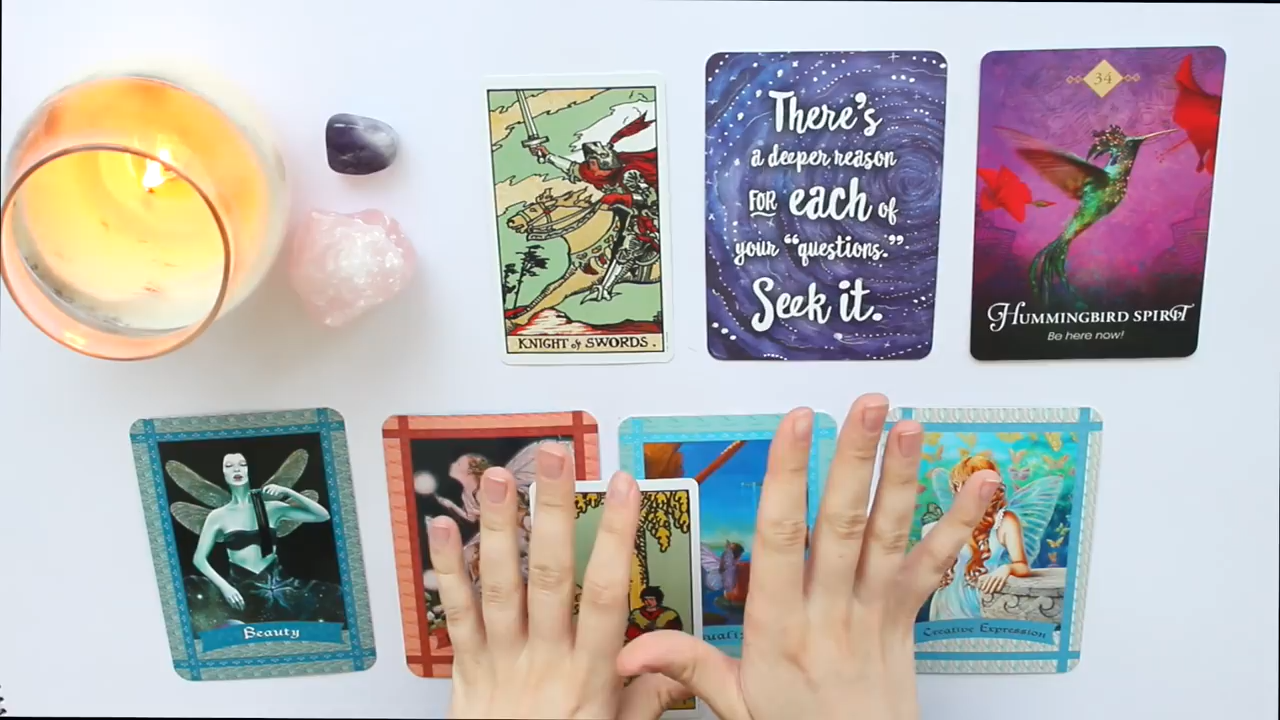 KNIGHT of SWORDS.
There's
a deeper reason
FOR each of
your “questions.”
Seek it.
34
HUMMINGBIRD SPIRIT
Be here now!
Beauty
Creative Expression